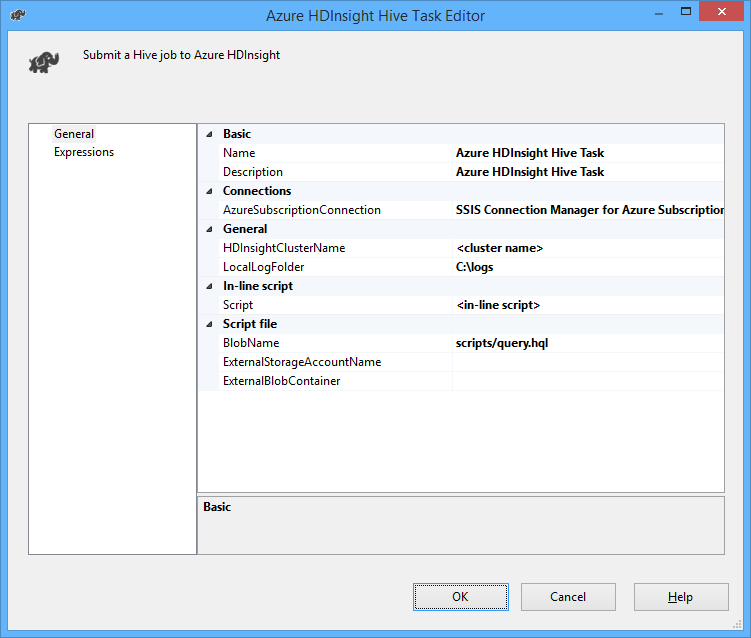 Azure HDInsight Hive Task Editor
Submit a Hive job to Azure HDInsight
General
Expressions
Basic
Name Azure HDInsight Hive Task
Description Azure HDInsight Hive Task
Connections
AzureSubscriptionConnection SSIS Connection Manager for Azure Subscription
General
HDInsightClusterName <cluster name>
LocalLogFolder C:\logs
In-line script
Script <in-line script>
Script file
BlobName scripts/query.hql
ExternalStorageAccountName
ExternalBlobContainer
Basic
OK Cancel Help